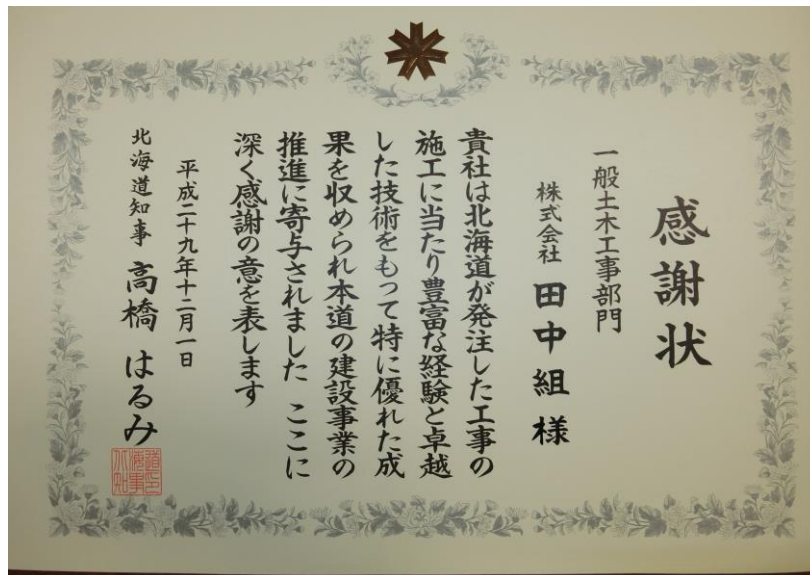 感謝状
一般土木工事部門
株式会社 田中組 様
貴社は北海道が発注した工事の
施工に当たり豊富な経験と卓越
した技術をもって特に優れた成
果を収められ本道の建設事業の
推進に寄与されました ここに
深く感謝の意を表します
平成二十九年十二月一日
北海道知事 高橋 はるみ